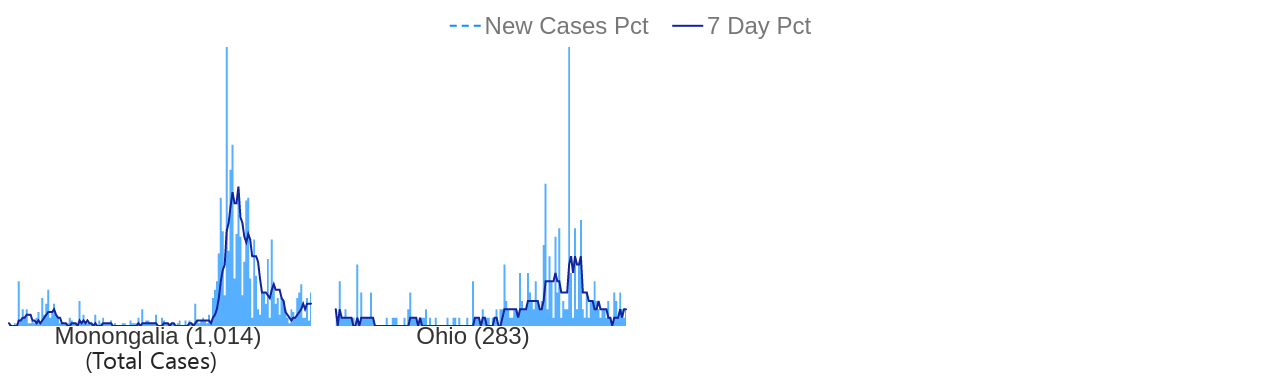 New Cases Pct 7 Day Pct
Monongalia (1,014) Ohio (283)
(Total Cases)